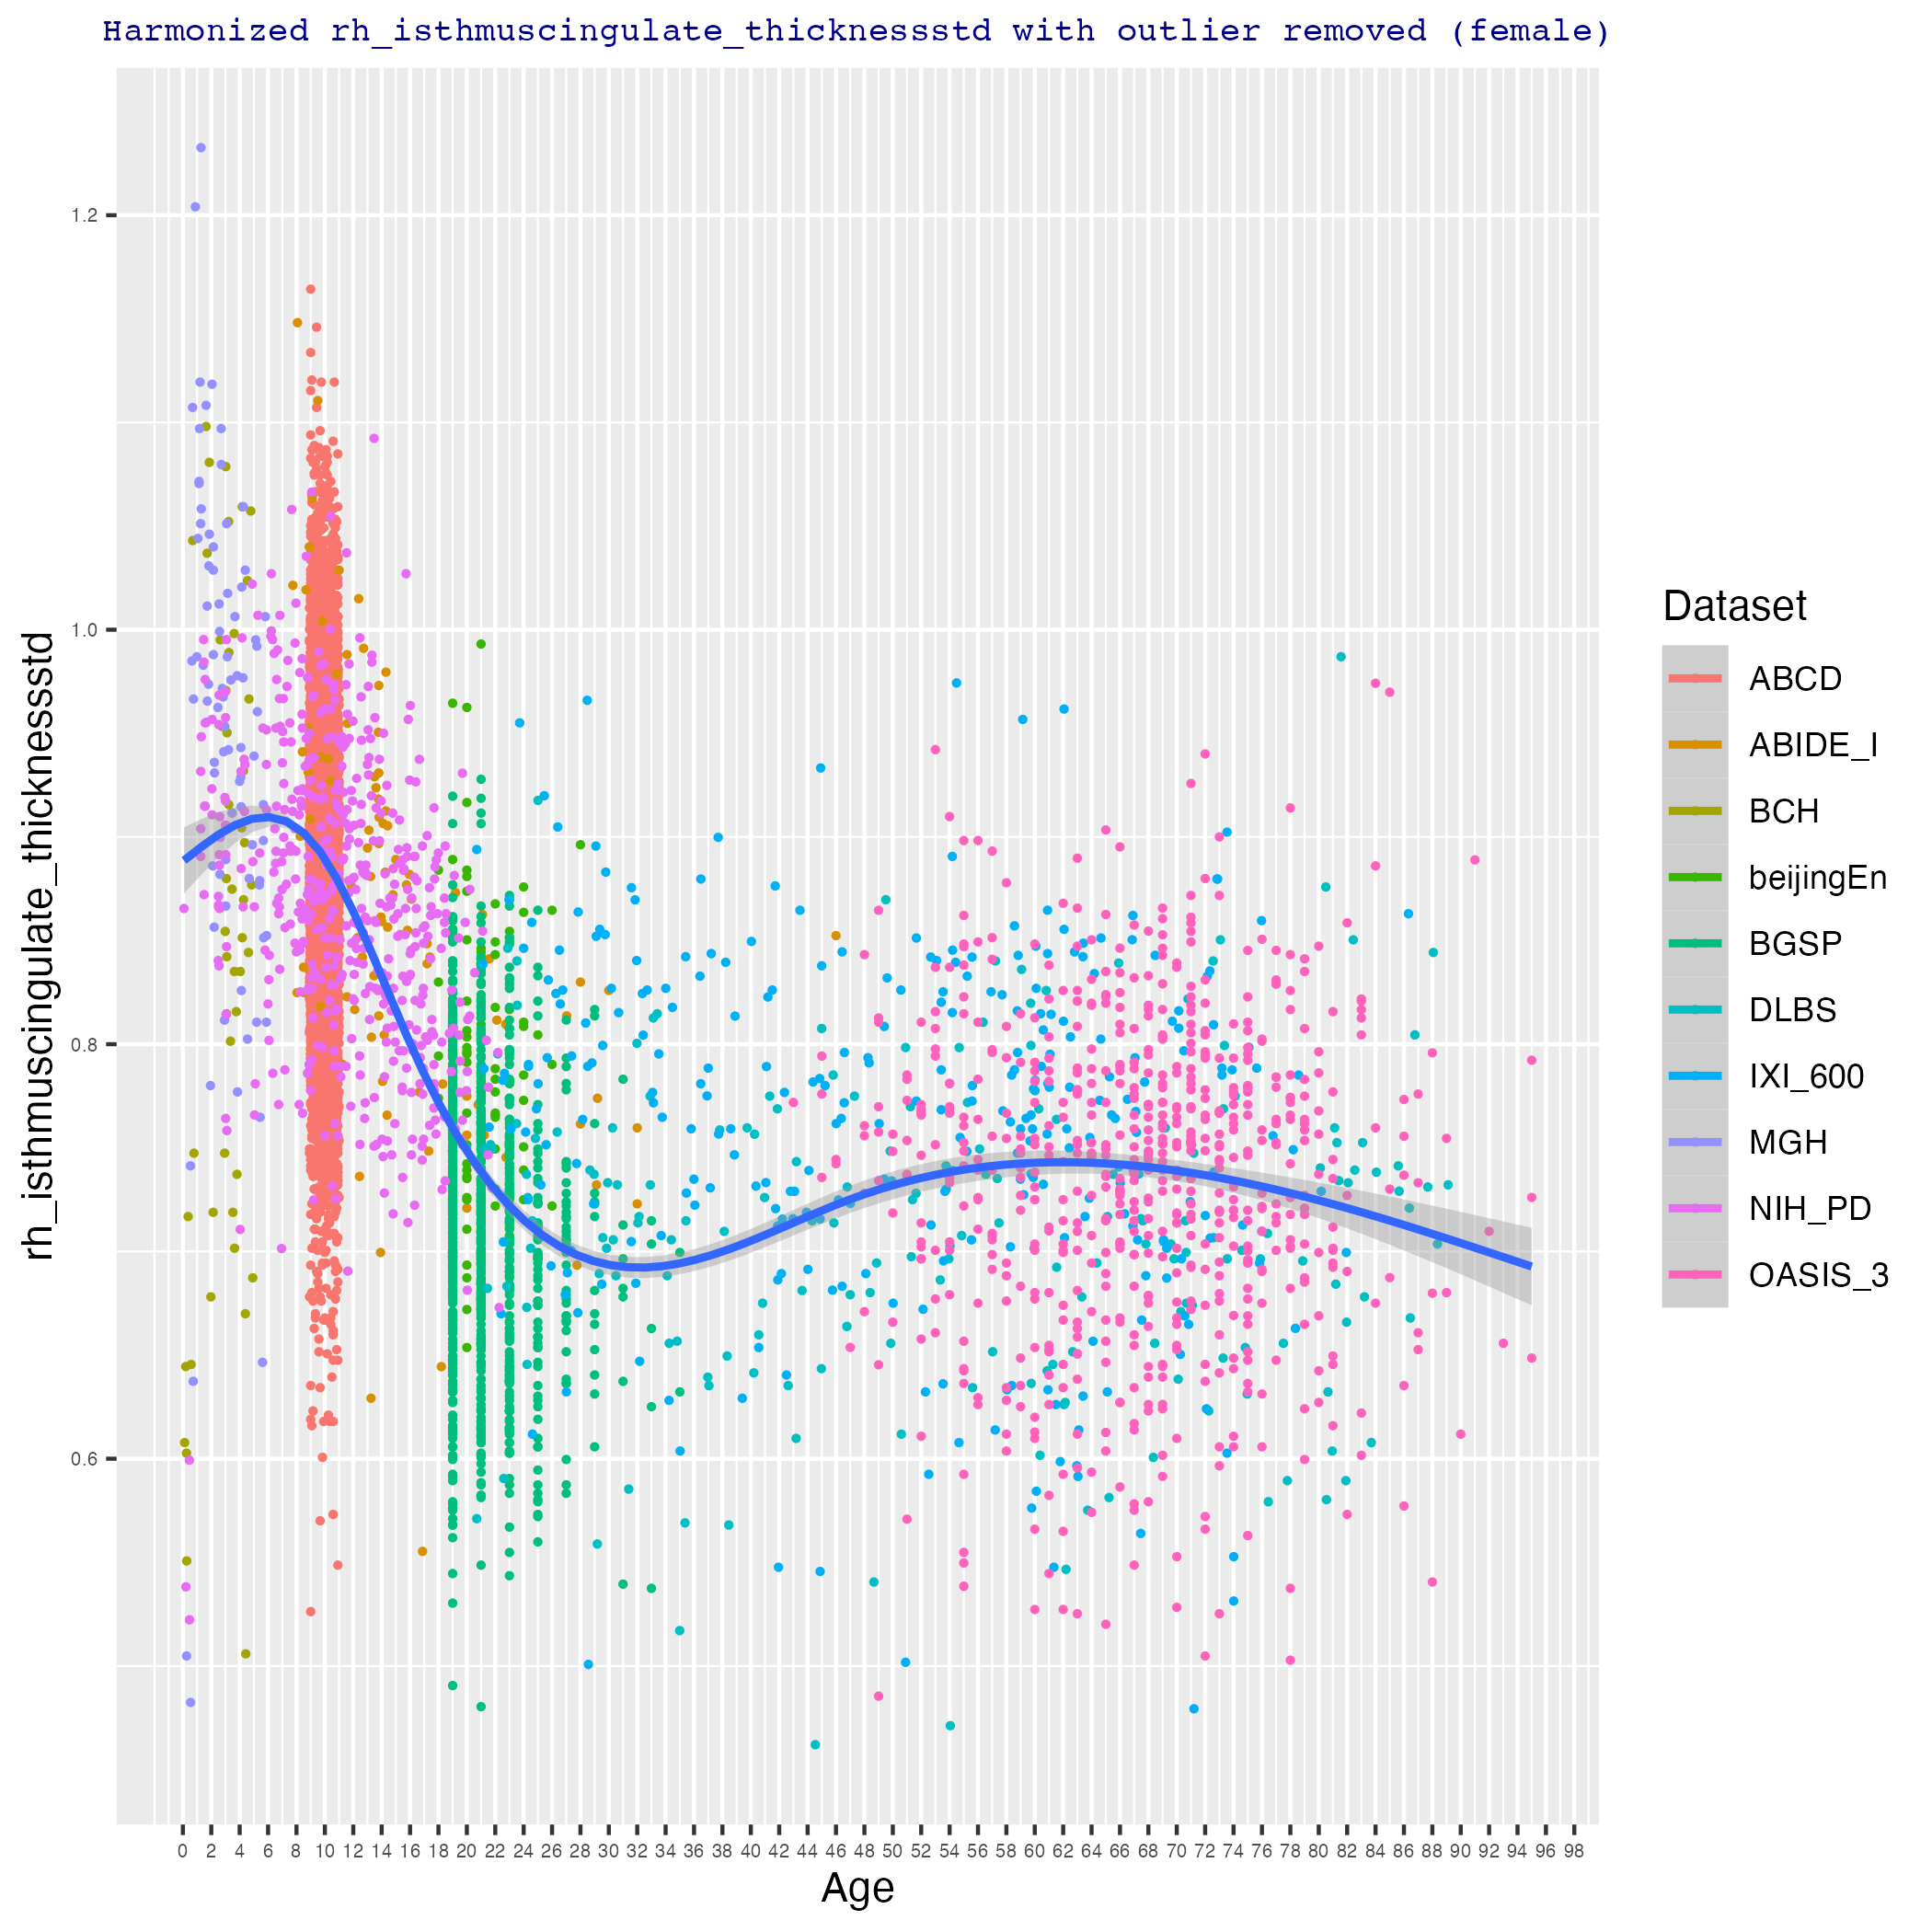 Harmonized rh_isthmuscingulate_thicknessstd with outlier removed (female)
rh_isthmuscingulate_thicknessstd
1.2
1.0
0.8
0.6
0 2 4 6 8 10 12 14 16 18 20 22 24 26 28 30 32 34 36 38 40 42 44 46 48 50 52 54 56 58 60 62 64 66 68 70 72 74 76 78 80 82 84 86 88 90 92 94 96 98
Age
Dataset
ABCD
ABIDE_I
BCH
beijingEn
BGSP
DLBS
IXI_600
MGH
NIH_PD
OASIS_3